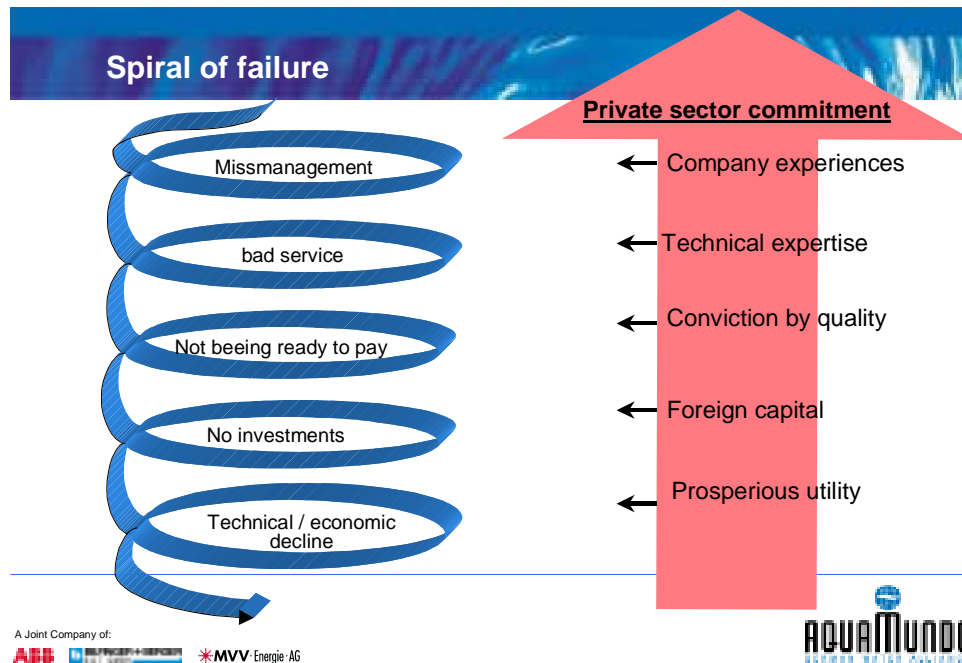 Spiral of failure
Private sector commitment
Missmanagement
Company experiences
bad service
Technical expertise
Not beeing ready to pay
Conviction by quality
No investments
Foreign capital
Technical / economic
decline
Prosperious utility
A Joint Company of:
ABB
MVV Energie AG
AQUAMUNDO